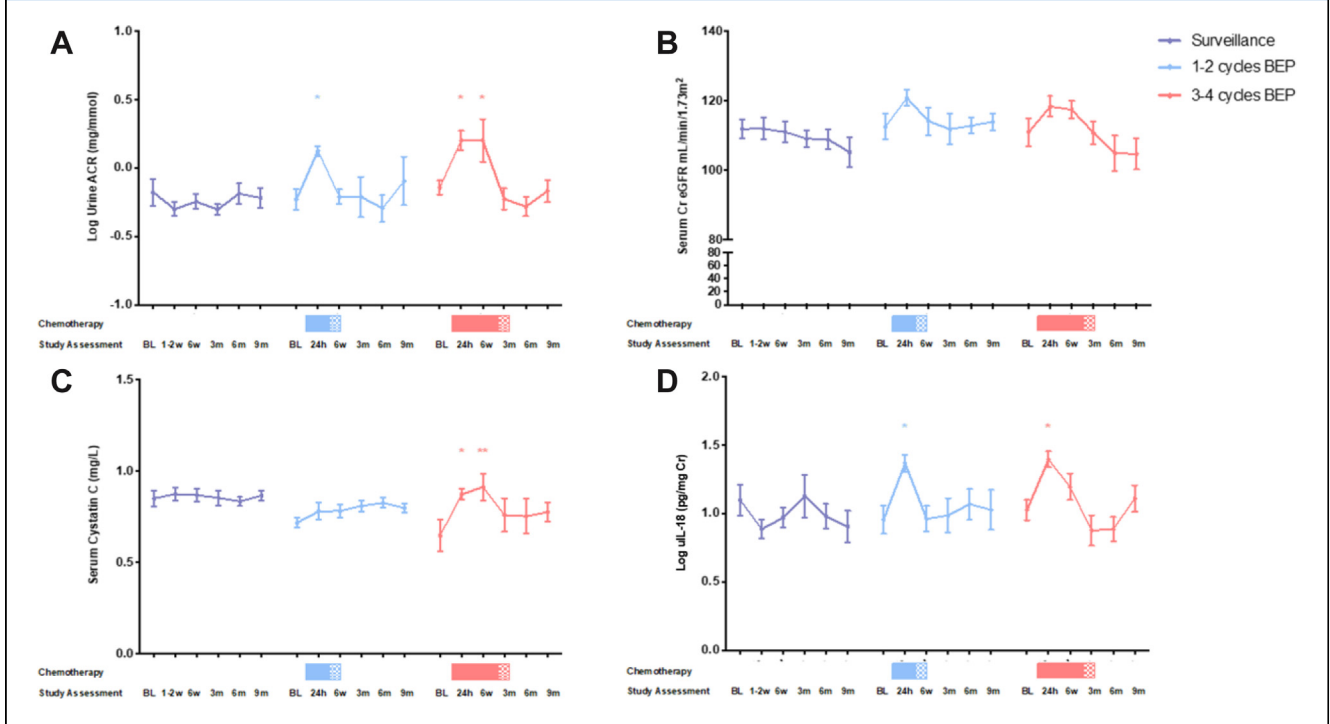 A
1.0
0.5
0.0
-0.5
-1.0
Log Urine ACR (mg/mmol)
* * *
Chemotherapy
Study Assessment BL 1-2w 6w 3m 6m 9m BL 24h 6w 3m 6m 9m BL 24h 6w 3m 6m 9m
B
140
120
100
80
80
60
40
20
0
Serum Cr eGFR mL/min/1.73m²
Surveillance
1-2 cycles BEP
3-4 cycles BEP
Chemotherapy
Study Assessment BL 1-2w 6w 3m 6m 9m BL 24h 6w 3m 6m 9m BL 24h 6w 3m 6m 9m
C
1.5
1.0
0.5
0.0
Serum Cystatin C (mg/L)
* **
Chemotherapy
Study Assessment BL 1-2w 6w 3m 6m 9m BL 24h 6w 3m 6m 9m BL 24h 6w 3m 6m 9m
D
2.0
1.5
1.0
0.5
0.0
Log uIL-18 (pg/mg Cr)
* *
Chemotherapy
Study Assessment BL 1-2w 6w 3m 6m 9m BL 24h 6w 3m 6m 9m BL 24h 6w 3m 6m 9m